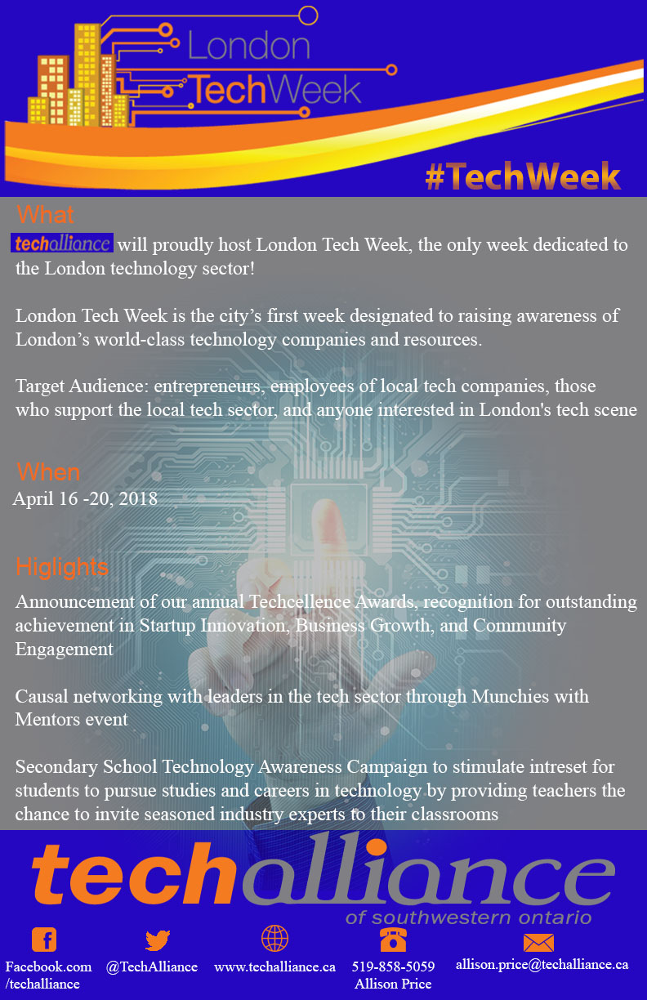 London
TechWeek
#TechWeek
What
techalliance will proudly host London Tech Week, the only week dedicated to
the London technology sector!
London Tech Week is the city’s first week designated to raising awareness of
London’s world-class technology companies and resources.
Target Audience: entrepreneurs, employees of local tech companies, those
who support the local tech sector, and anyone interested in London's tech scene
When
April 16 -20, 2018
Higlights
Announcement of our annual Techcellence Awards, recognition for outstanding
achievement in Startup Innovation, Business Growth, and Community
Engagement
Causal networking with leaders in the tech sector through Munchies with
Mentors event
Secondary School Technology Awareness Campaign to stimulate intreset for
students to pursue studies and careers in technology by providing teachers the
chance to invite seasoned industry experts to their classrooms
techalliance
of southwestern ontario
Facebook.com
/techalliance
@TechAlliance
www.techalliance.ca
519-858-5059
Allison Price
allison.price@techalliance.ca